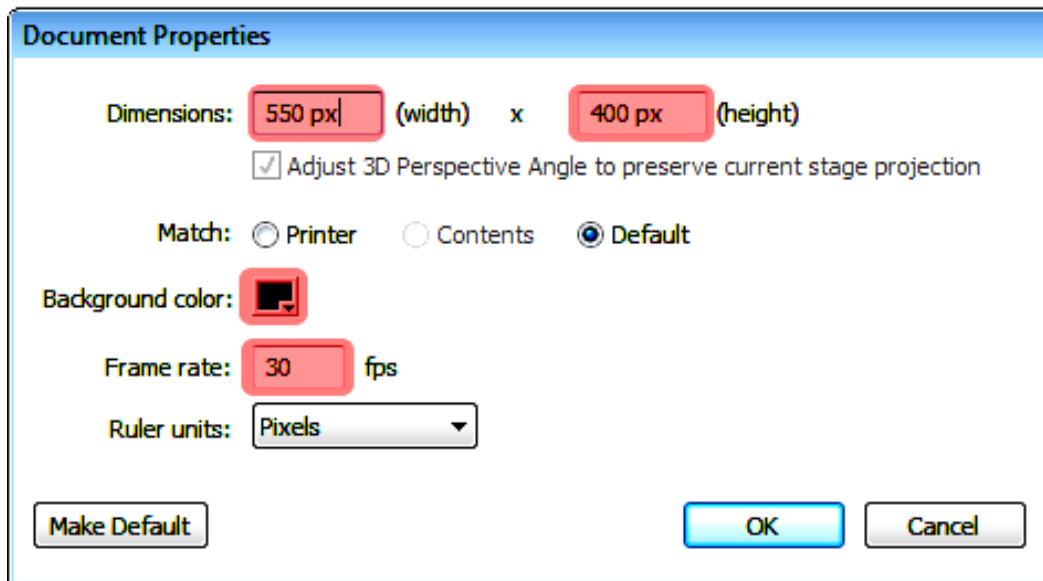 Document Properties
Dimensions: 550 px (width) x 400 px (height)
Adjust 3D Perspective Angle to preserve current stage projection
Match: Printer Contents Default
Background color:
Frame rate: 30 fps
Ruler units: Pixels
Make Default OK Cancel